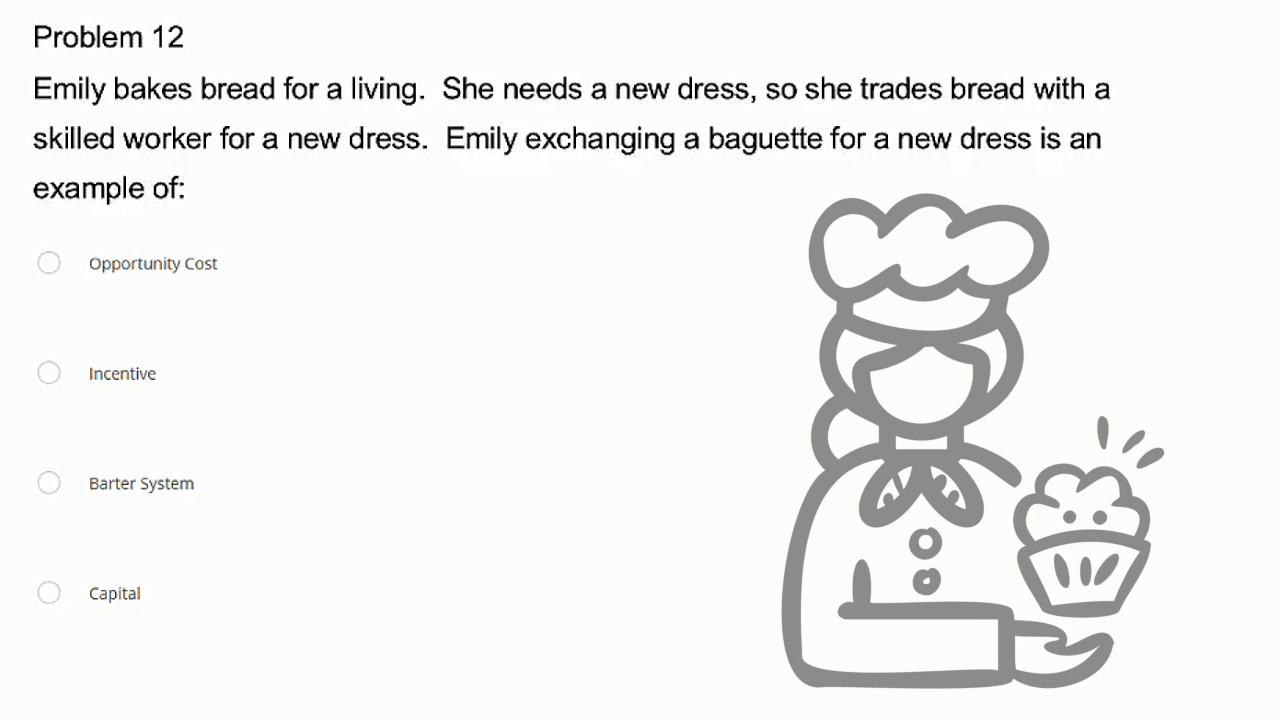 Problem 12
Emily bakes bread for a living.  She needs a new dress, so she trades bread with a
skilled worker for a new dress.  Emily exchanging a baguette for a new dress is an
example of:
Opportunity Cost
Incentive
Barter System
Capital